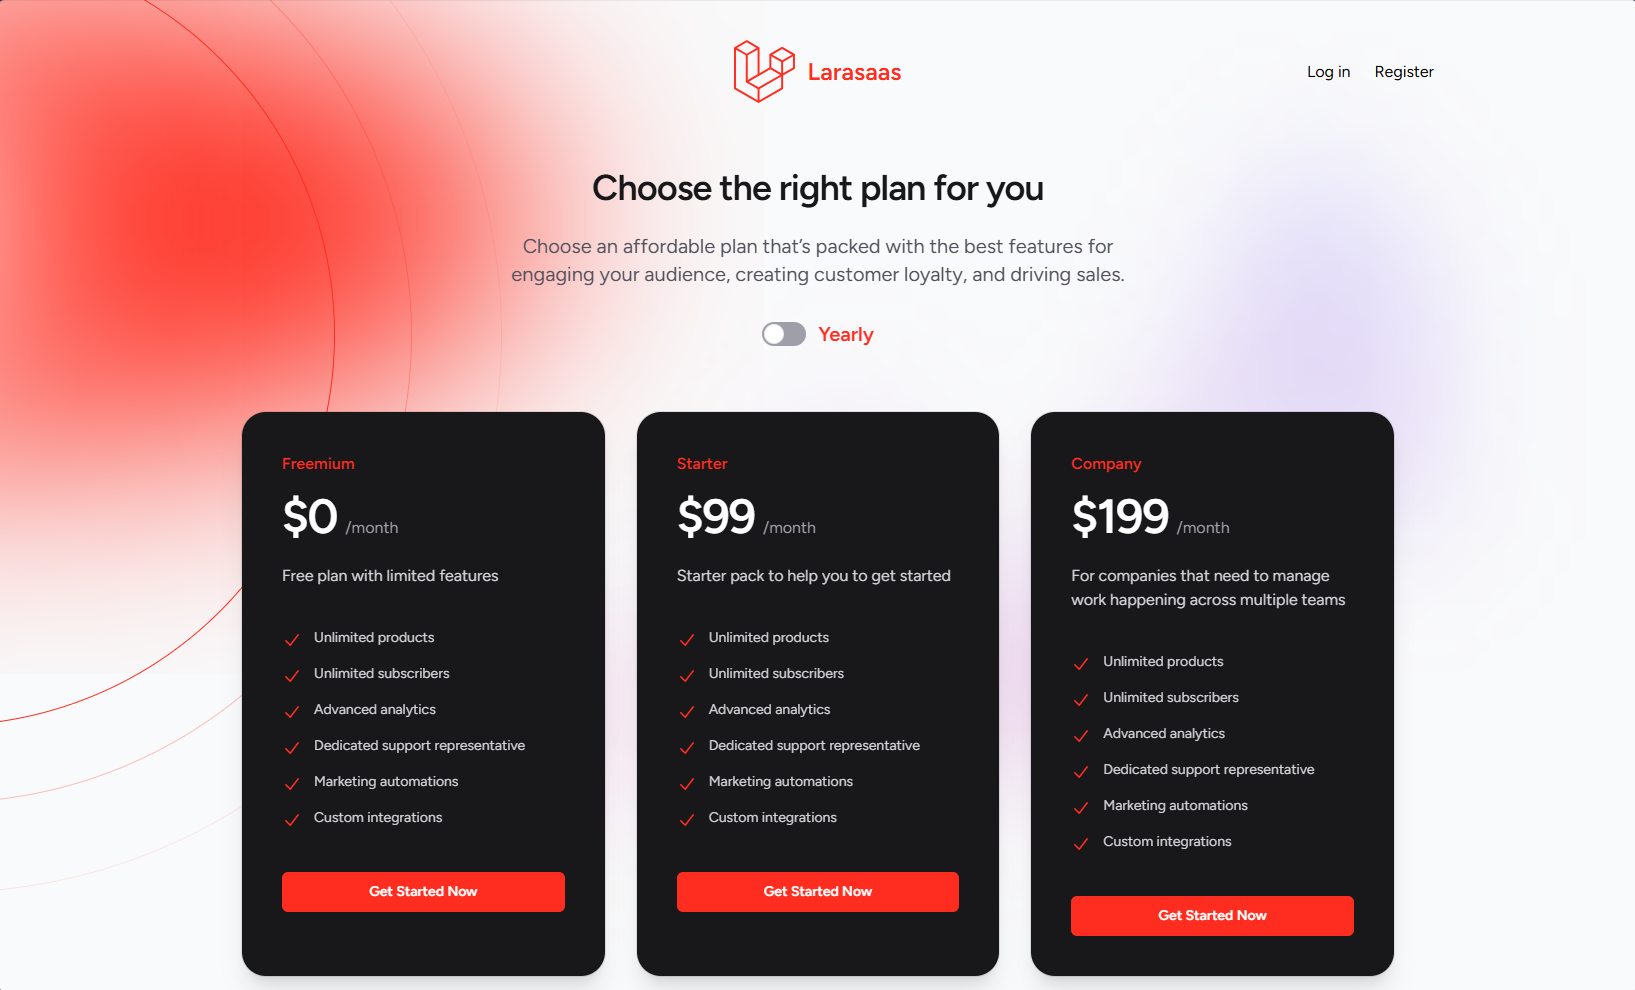 Larasaas
Log in
Register
Choose the right plan for you
Choose an affordable plan that's packed with the best features for
engaging your audience, creating customer loyalty, and driving sales.
Yearly
Freemium
$0 /month
Free plan with limited features
Unlimited products
Unlimited subscribers
Advanced analytics
Dedicated support representative
Marketing automations
Custom integrations
Get Started Now
Starter
$99 /month
Starter pack to help you to get started
Unlimited products
Unlimited subscribers
Advanced analytics
Dedicated support representative
Marketing automations
Custom integrations
Get Started Now
Company
$199 /month
For companies that need to manage
work happening across multiple teams
Unlimited products
Unlimited subscribers
Advanced analytics
Dedicated support representative
Marketing automations
Custom integrations
Get Started Now